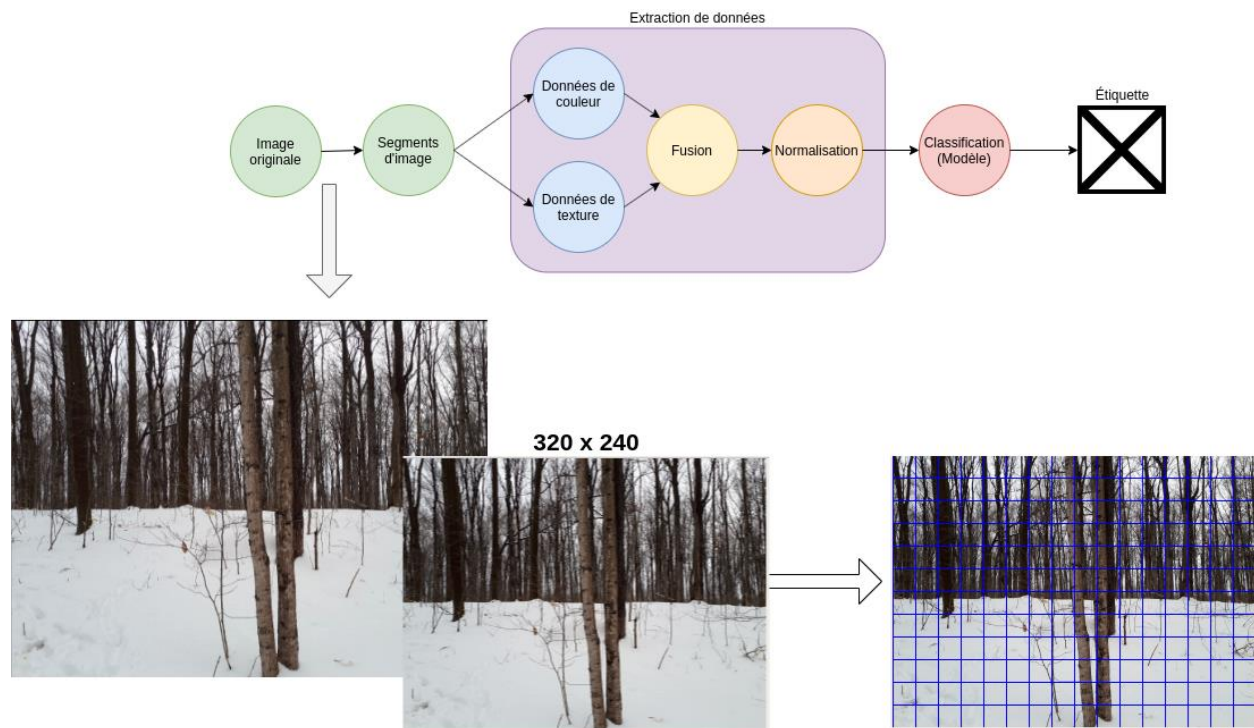 Extraction de données
Données de
couleur
Étiquette
Image
originale
Segments
d'image
Fusion
Normalisation
Classification
(Modèle)
Données de
texture
320 x 240